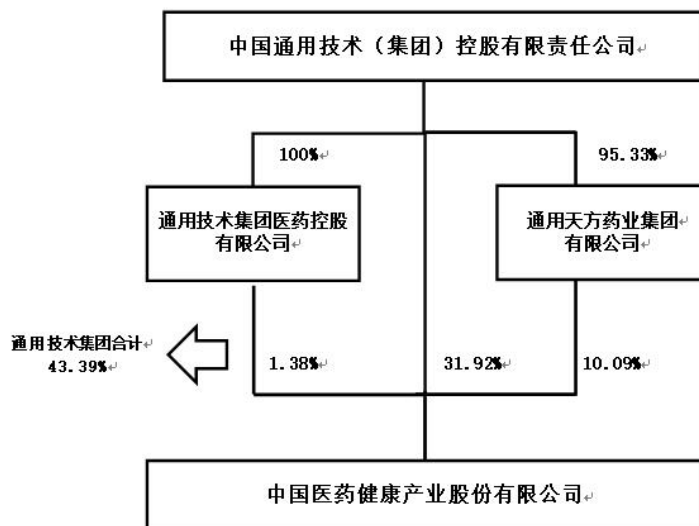 中国通用技术（集团）控股有限责任公司
100%
95.33%
通用技术集团医药控股
有限公司
通用天方药业集团
有限公司
通用技术集团合计
43.39%
1.38%
31.92%
10.09%
中国医药健康产业股份有限公司